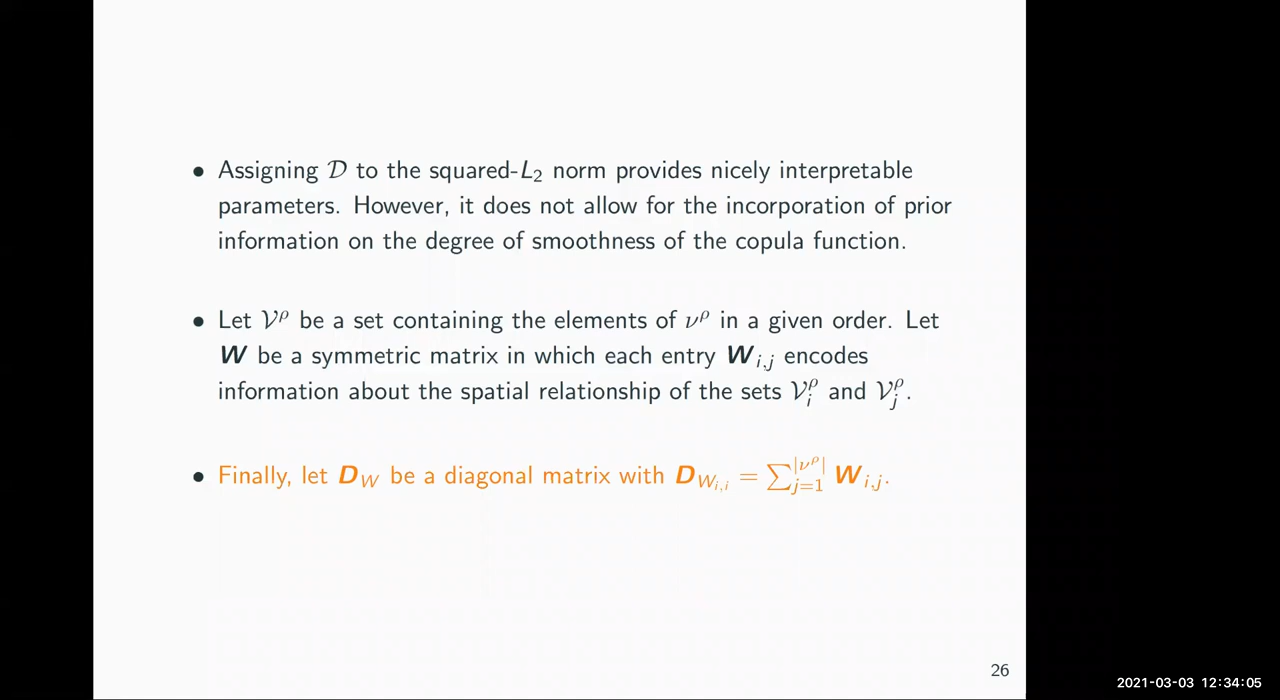 • Assigning 𝒟 to the squared-L₂ norm provides nicely interpretable
parameters. However, it does not allow for the incorporation of prior
information on the degree of smoothness of the copula function.
• Let 𝒱^ρ be a set containing the elements of ν^ρ in a given order. Let
W be a symmetric matrix in which each entry W_{i,j} encodes
information about the spatial relationship of the sets 𝒱_i^ρ and 𝒱_j^ρ.
• Finally, let D_W be a diagonal matrix with D_{W_{i,i}} = ∑_{j=1}^{|ν^ρ|} W_{i,j}.
26
2021-03-03 12:34:05